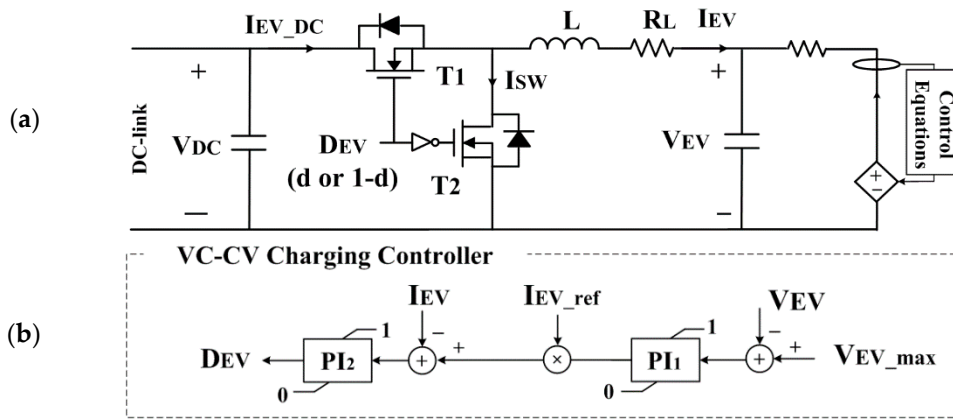 (a)
DC-link
+
−
VDC
IEV_DC
T1
ISW
DEV
(d or 1-d)
T2
L
RL
IEV
+
VEV
−
+
−
Control
Equations
(b)
VC-CV Charging Controller
DEV
PI2
1
0
IEV
−
+
+
IEV_ref
×
PI1
1
0
VEV
−
+
+
VEV_max